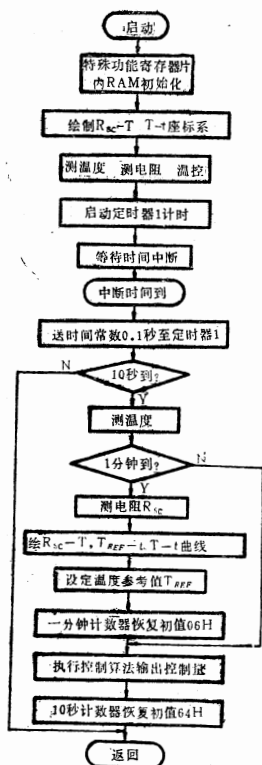 启动
特殊功能寄存器片
内RAM初始化
绘制Rsc-T T-t座标系
测温度 测电阻 温控
启动定时器1计时
等待时间中断
中断时间到
送时间常数0.1秒至定时器1
N
10秒到?
Y
测温度
N
1分钟到?
Y
测电阻Rsc
绘Rsc-T, TREF-t, T-t曲线
设定温度参考值TREF
一分钟计数器恢复初值06H
执行控制算法输出控制量
10秒计数器恢复初值64H
返回